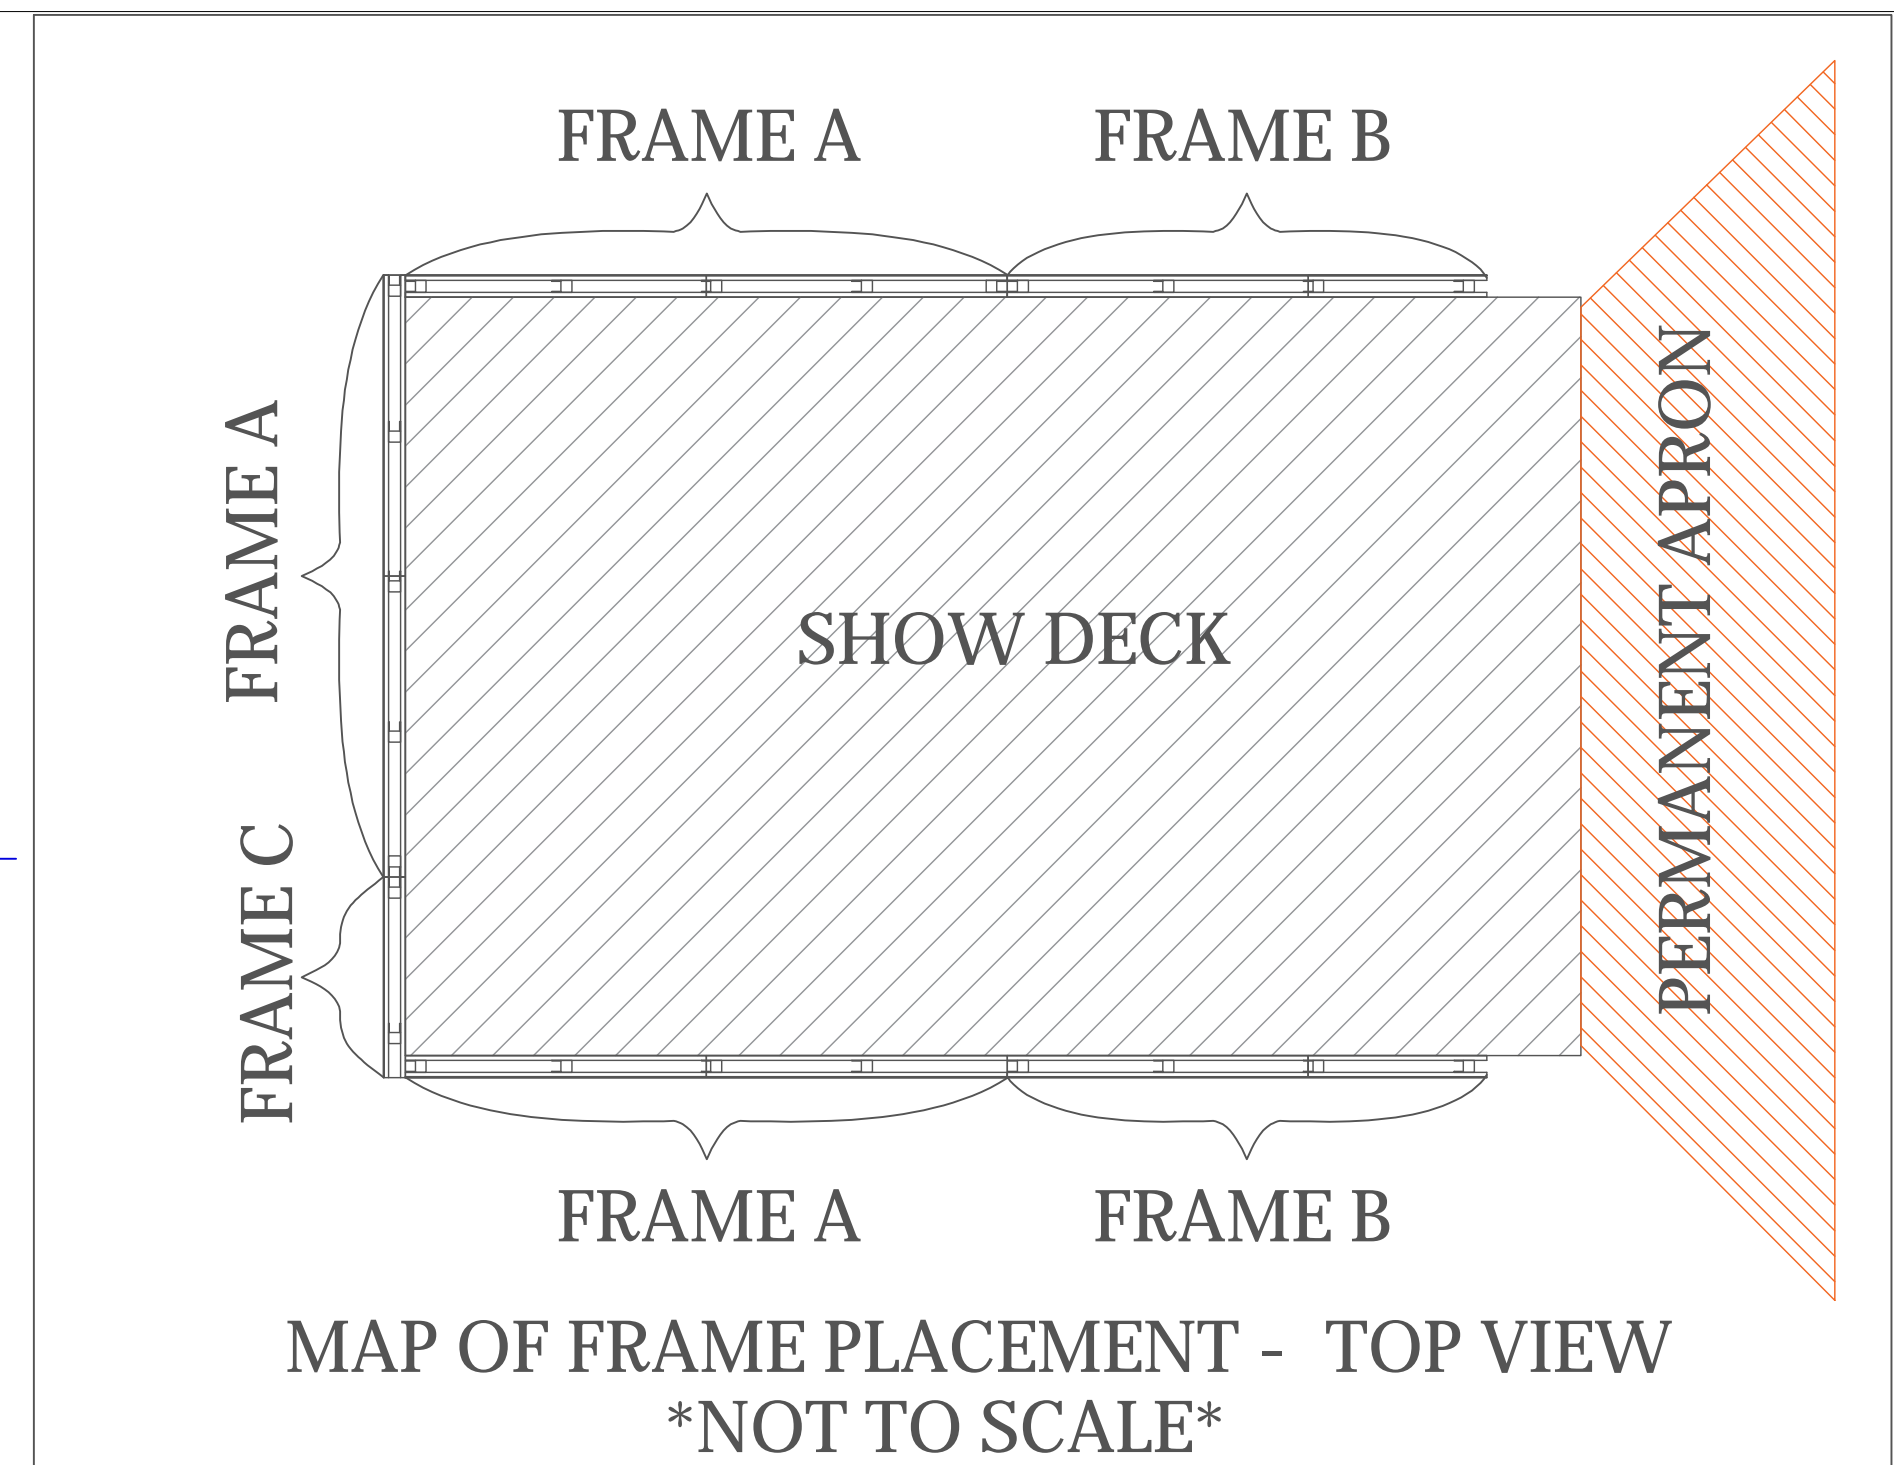 FRAME A
FRAME B
FRAME A
SHOW DECK
PERMANENT APRON
FRAME C
FRAME A
FRAME B
MAP OF FRAME PLACEMENT - TOP VIEW
*NOT TO SCALE*